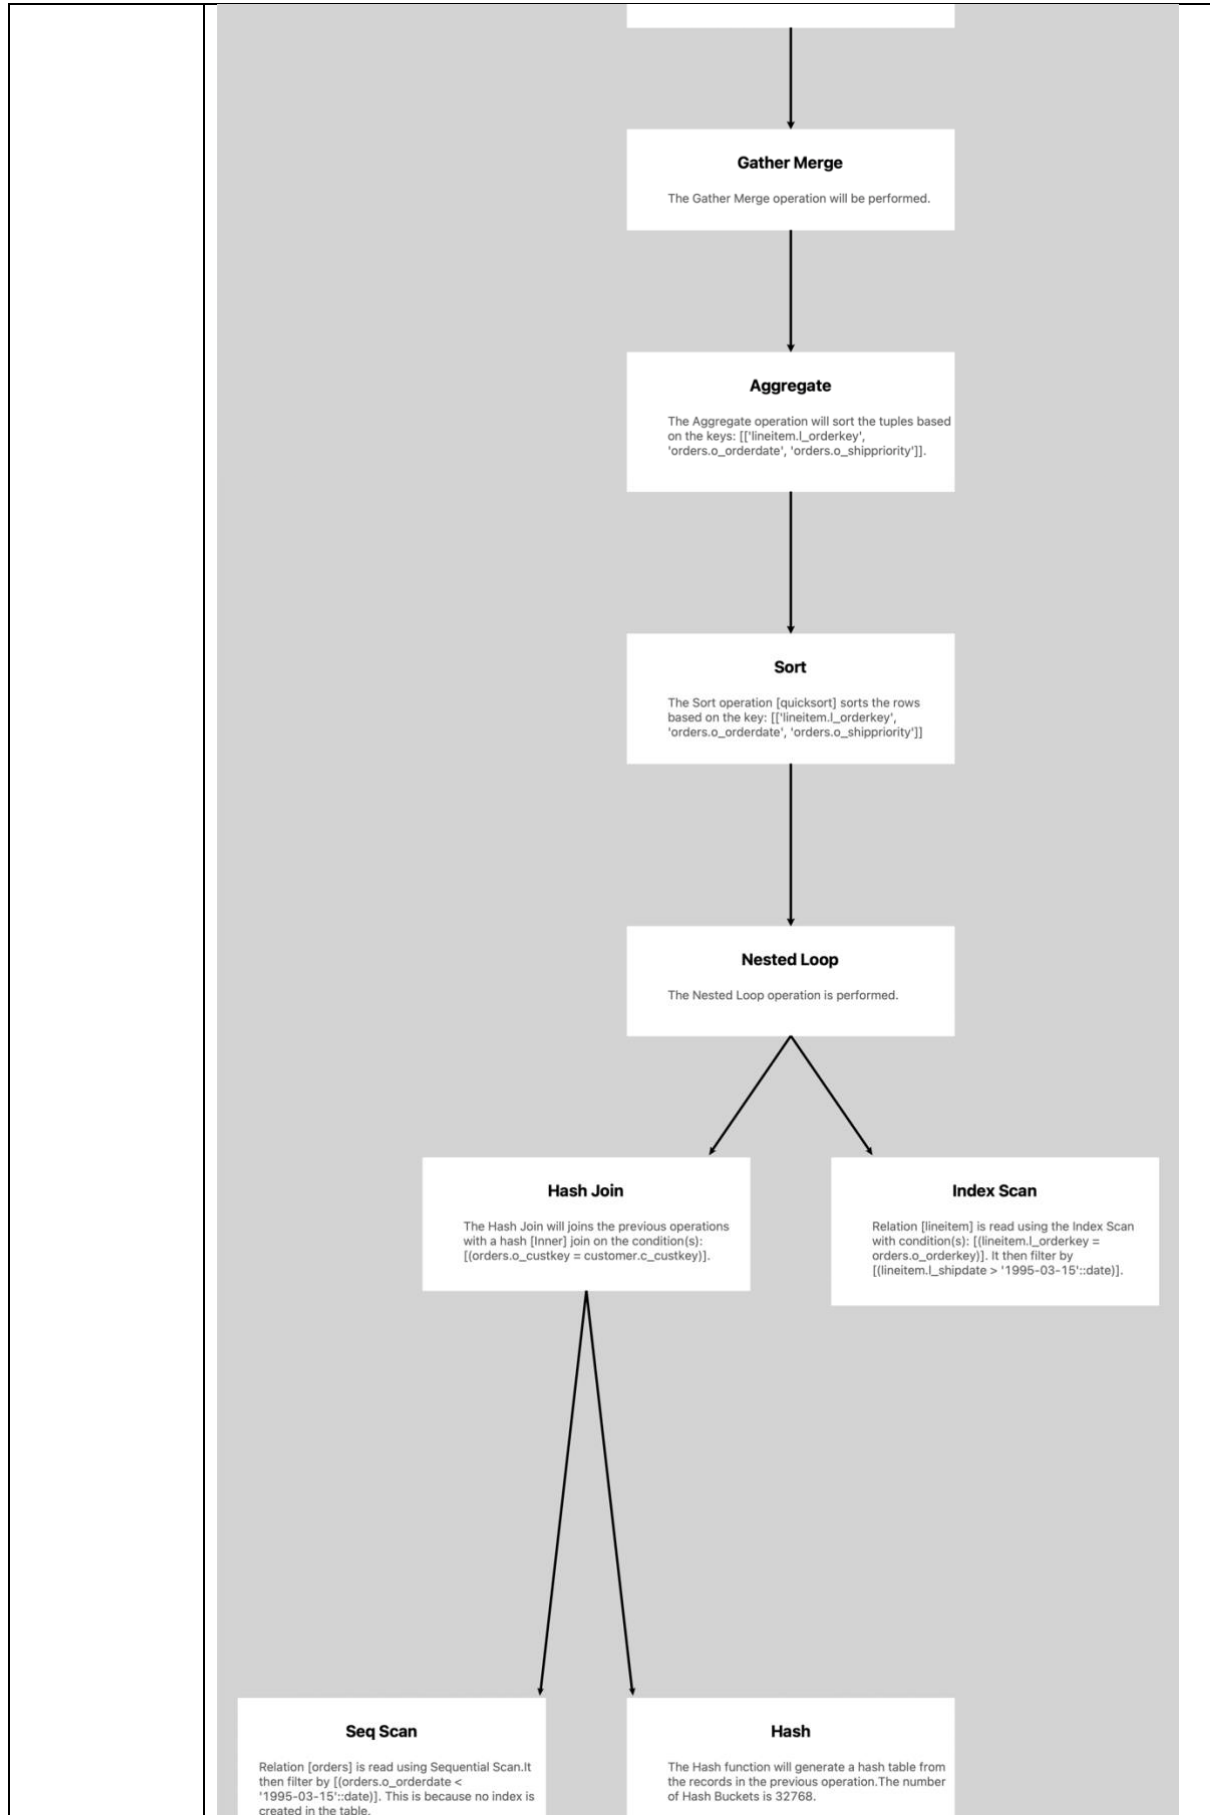 Gather Merge
The Gather Merge operation will be performed.
Aggregate
The Aggregate operation will sort the tuples based
on the keys: [['lineitem.l_orderkey',
'orders.o_orderdate', 'orders.o_shippriority']].
Sort
The Sort operation [quicksort] sorts the rows
based on the key: [['lineitem.l_orderkey',
'orders.o_orderdate', 'orders.o_shippriority']]
Nested Loop
The Nested Loop operation is performed.
Hash Join
The Hash Join will joins the previous operations
with a hash [Inner] join on the condition(s):
[(orders.o_custkey = customer.c_custkey)].
Index Scan
Relation [lineitem] is read using the Index Scan
with condition(s): [(lineitem.l_orderkey =
orders.o_orderkey)]. It then filter by
[(lineitem.l_shipdate > '1995-03-15'::date)].
Seq Scan
Relation [orders] is read using Sequential Scan.It
then filter by [(orders.o_orderdate <
'1995-03-15'::date)]. This is because no index is
created in the table.
Hash
The Hash function will generate a hash table from
the records in the previous operation.The number
of Hash Buckets is 32768.